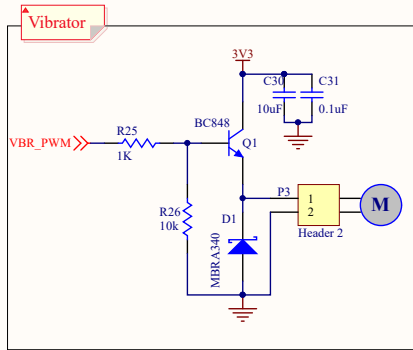 Vibrator
3V3
C30
C31
10uF
0.1uF
BC848
Q1
R25
VBR_PWM
1K
R26
10k
D1
MBRA340
P3
1
2
Header 2
M